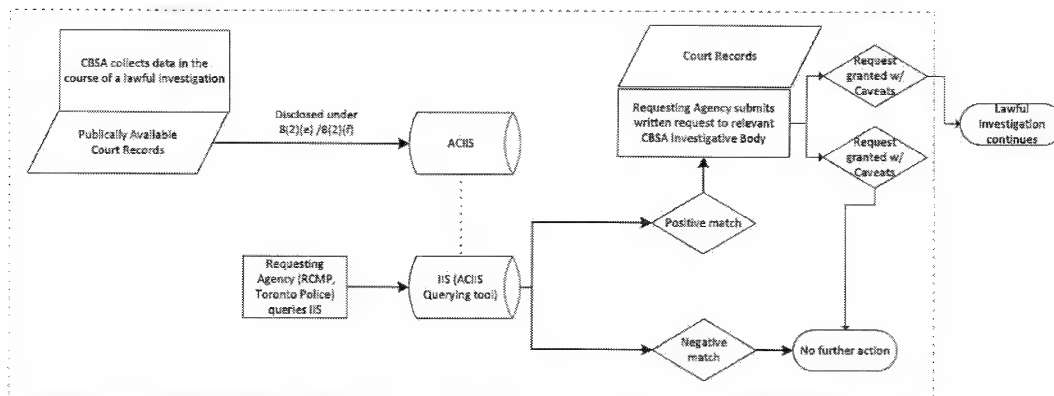 CBSA collects data in the
course of a lawful investigation
Publically Available
Court Records
Disclosed under
8(2)(e) /8(2)(f)
ACIIS
Court Records
Requesting Agency submits
written request to relevant
CBSA Investigative Body
Request
granted w/
Caveats
Request
granted w/
Caveats
Lawful
investigation
continues
Positive match
Requesting
Agency (RCMP,
Toronto Police)
queries IIS
IIS (ACIIS
Querying tool)
Negative
match
No further action